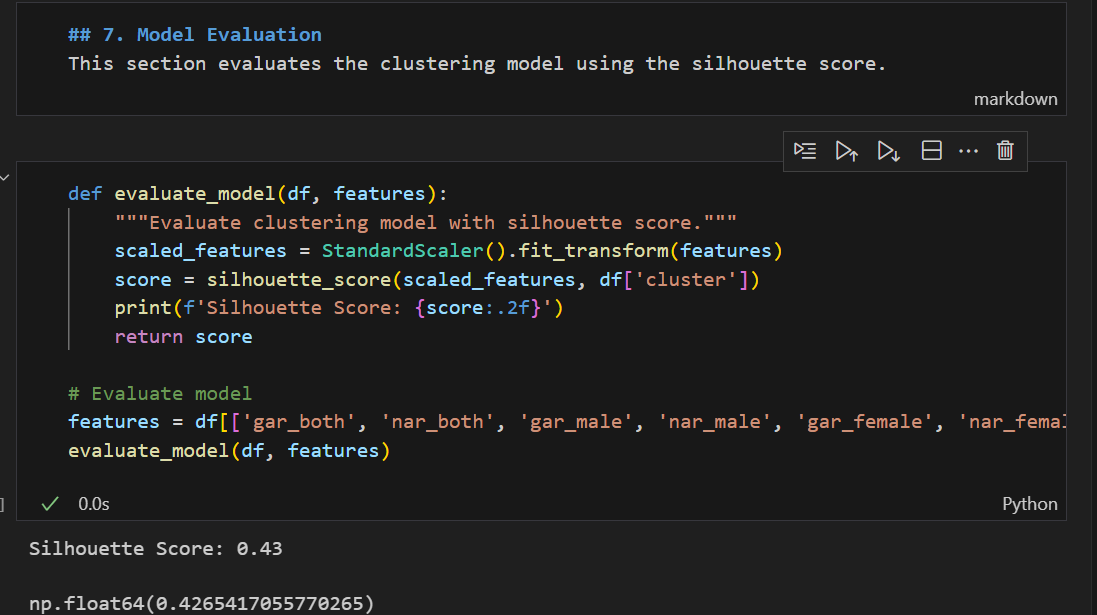 ## 7. Model Evaluation
This section evaluates the clustering model using the silhouette score.
markdown
def evaluate_model(df, features):
"""Evaluate clustering model with silhouette score."""
scaled_features = StandardScaler().fit_transform(features)
score = silhouette_score(scaled_features, df['cluster'])
print(f'Silhouette Score: {score:.2f}')
return score
# Evaluate model
features = df[['gar_both', 'nar_both', 'gar_male', 'nar_male', 'gar_female', 'nar_femal
evaluate_model(df, features)
] 0.0s
Python
Silhouette Score: 0.43
np.float64(0.4265417055770265)